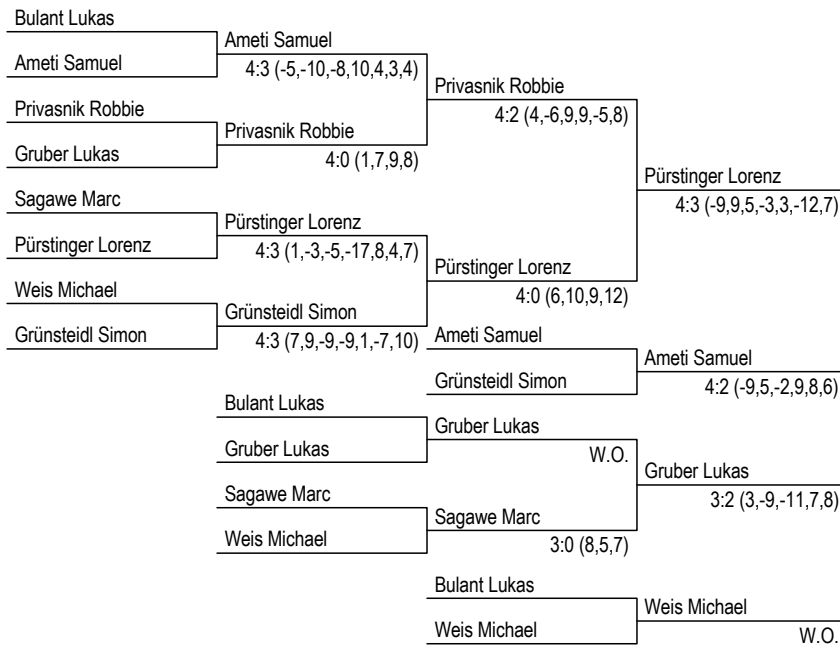 Bulant Lukas
Ameti Samuel
Ameti Samuel
4:3 (-5,-10,-8,10,4,3,4)
Privasnik Robbie
Privasnik Robbie
4:2 (4,-6,9,9,-5,8)
Privasnik Robbie
Gruber Lukas
4:0 (1,7,9,8)
Sagawe Marc
Pürstinger Lorenz
4:3 (-9,9,5,-3,3,-12,7)
Pürstinger Lorenz
Pürstinger Lorenz
4:3 (1,-3,-5,-17,8,4,7)
Pürstinger Lorenz
4:0 (6,10,9,12)
Weis Michael
Grünsteidl Simon
Grünsteidl Simon
4:3 (7,9,-9,-9,1,-7,10)
Ameti Samuel
Grünsteidl Simon
Ameti Samuel
4:2 (-9,5,-2,9,8,6)
Bulant Lukas
Gruber Lukas
Gruber Lukas
W.O.
Gruber Lukas
3:2 (3,-9,-11,7,8)
Sagawe Marc
Weis Michael
Sagawe Marc
3:0 (8,5,7)
Bulant Lukas
Weis Michael
Weis Michael
W.O.